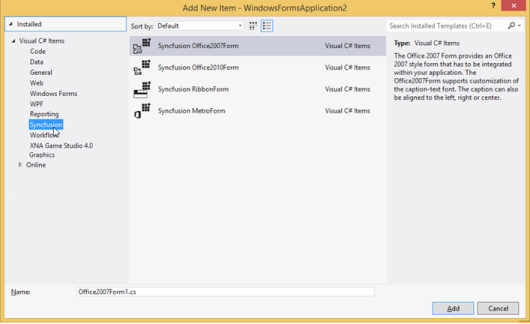 Add New Item - WindowsFormsApplication2
? ×
Installed
Sort by: Default
Search Installed Templates (Ctrl+E)
Visual C# Items
Code
Data
General
Web
Windows Forms
WPF
Reporting
Syncfusion
Workflow
XNA Game Studio 4.0
Graphics
Online
Syncfusion Office2007Form Visual C# Items
Syncfusion Office2010Form Visual C# Items
Syncfusion RibbonForm Visual C# Items
Syncfusion MetroForm Visual C# Items
Type: Visual C# Items
The Office 2007 Form provides an Office
2007 style form that has to be integrated
within your application. The
Office2007Form supports customization of
the caption-text font. The caption can also
be aligned to the left, right or center.
Name: Office2007Form1.cs
Add Cancel